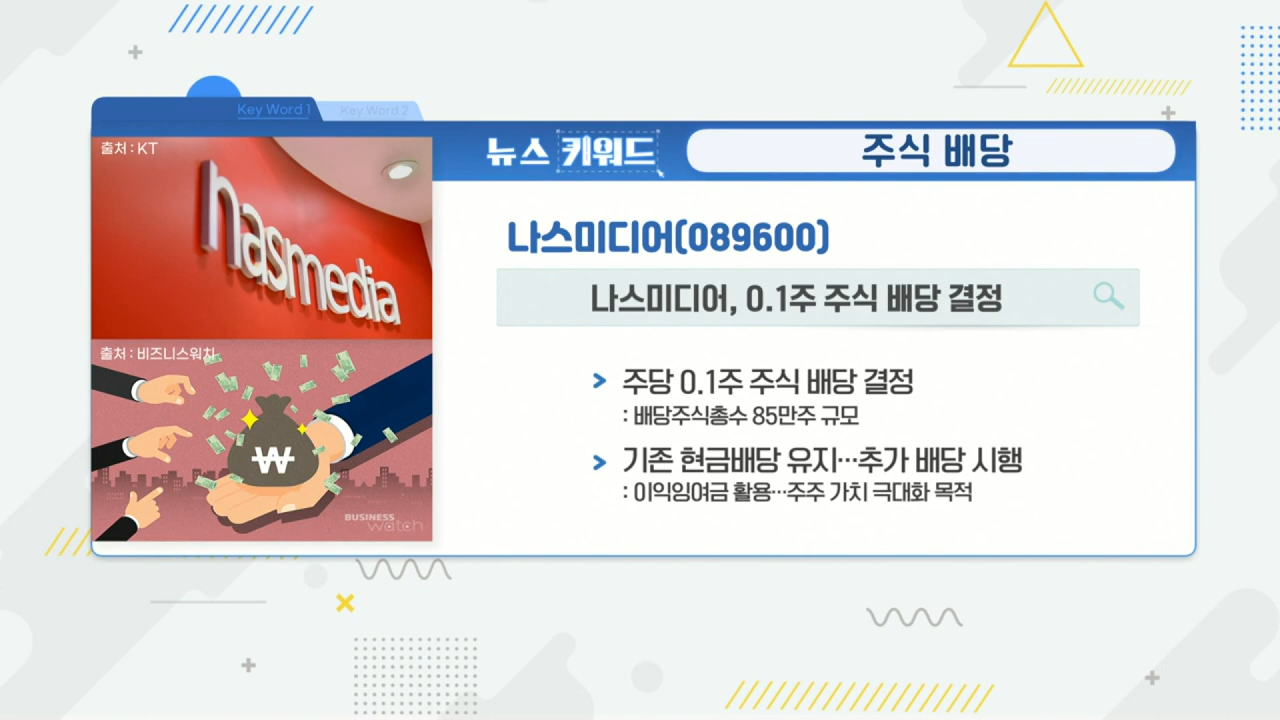 Key Word 1
Key Word 2
출처 : KT
뉴스 키워드
주식 배당
nasmedia
나스미디어(089600)
나스미디어, 0.1주 주식 배당 결정
출처 : 비즈니스워치
주당 0.1주 주식 배당 결정
: 배당주식총수 85만주 규모
₩
기존 현금배당 유지…추가 배당 시행
: 이익잉여금 활용…주주 가치 극대화 목적
BUSINESS
watch